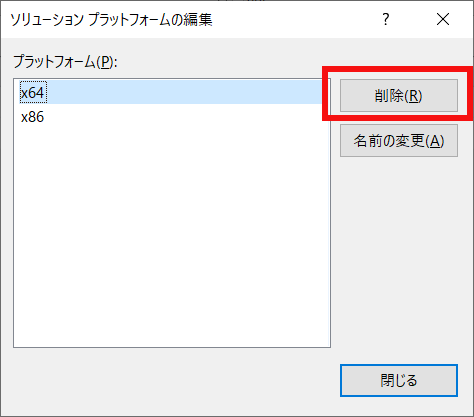 ソリューション プラットフォームの編集
?
プラットフォーム(P):
x64
x86
削除(R)
名前の変更(A)
閉じる